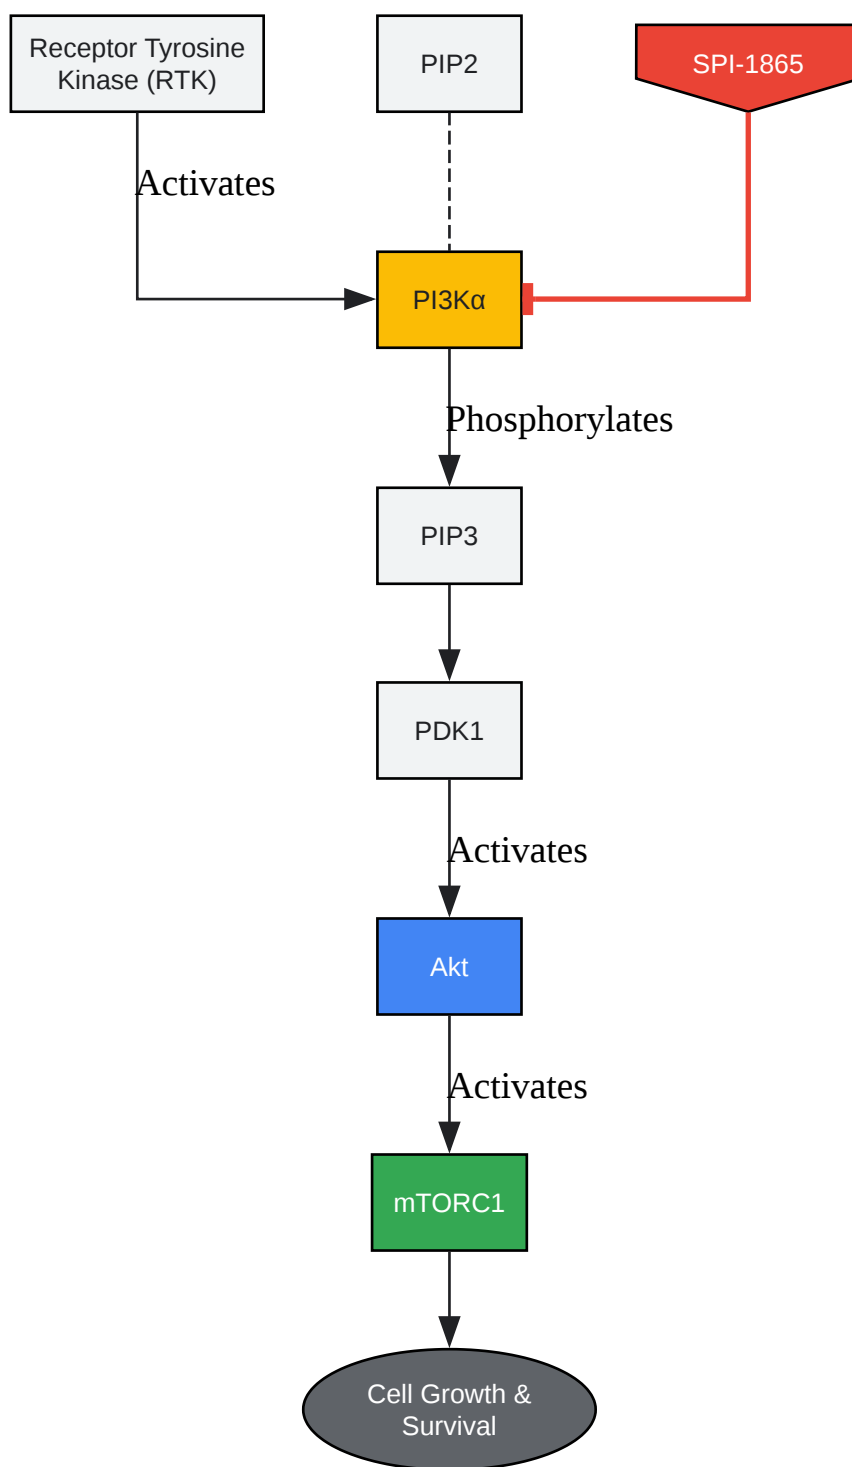 Receptor Tyrosine
Kinase (RTK)
PIP2
SPI-1865
Activates
PI3Kα
Phosphorylates
PIP3
PDK1
Activates
Akt
Activates
mTORC1
Cell Growth &
Survival